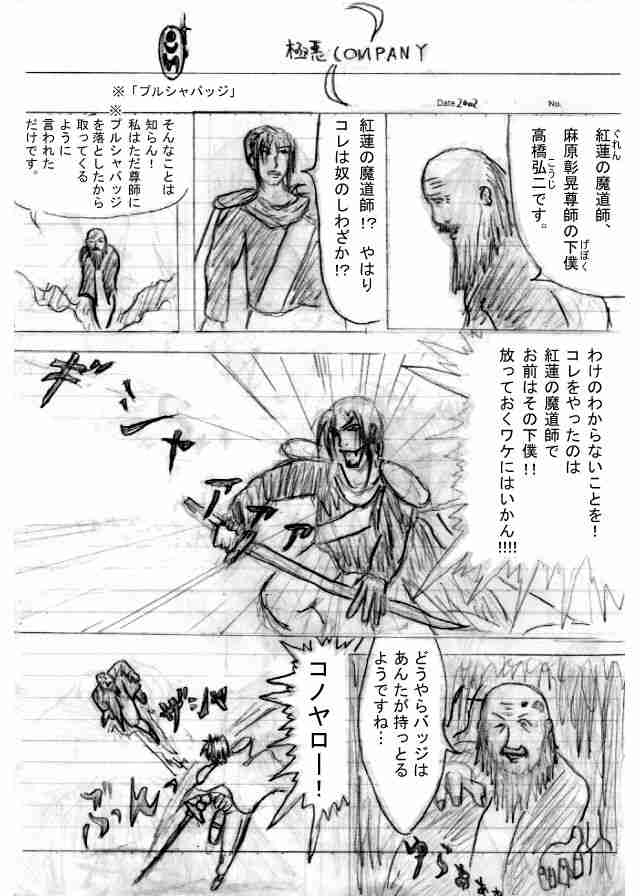 極悪COMPANY
※「プルシャバッジ」
Date 2002 No.
紅蓮の魔道師、
ぐれん
麻原彰晃尊師の下僕
げぼく
高橋弘二です。
こうじ
紅蓮の魔道師!? やはり
コレは奴のしわざか!?
そんなことは
知らん!
私はただ尊師に
※
プルシャバッジ
を落としたから
取ってくる
ように
言われた
だけです。
わけのわからないことを!
コレをやったのは
紅蓮の魔道師で
お前はその下僕!!
放っておくワケにはいかん!!!!
ギシャアアア
どうやらバッジは
あんたが持っとる
ようですね…
ゆらぁぁぁ
コノヤロー!
ザシャ
ぶぅんっ